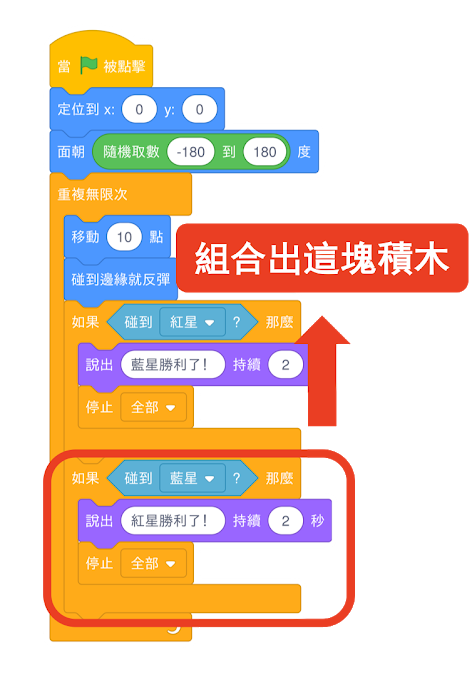 當 被點擊
定位到 x: 0 y: 0
面朝 隨機取數 -180 到 180 度
重複無限次
移動 10 點
碰到邊緣就反彈
組合出這塊積木
如果 碰到 紅星 ? 那麼
說出 藍星勝利了! 持續 2
停止 全部
如果 碰到 藍星 ? 那麼
說出 紅星勝利了! 持續 2 秒
停止 全部